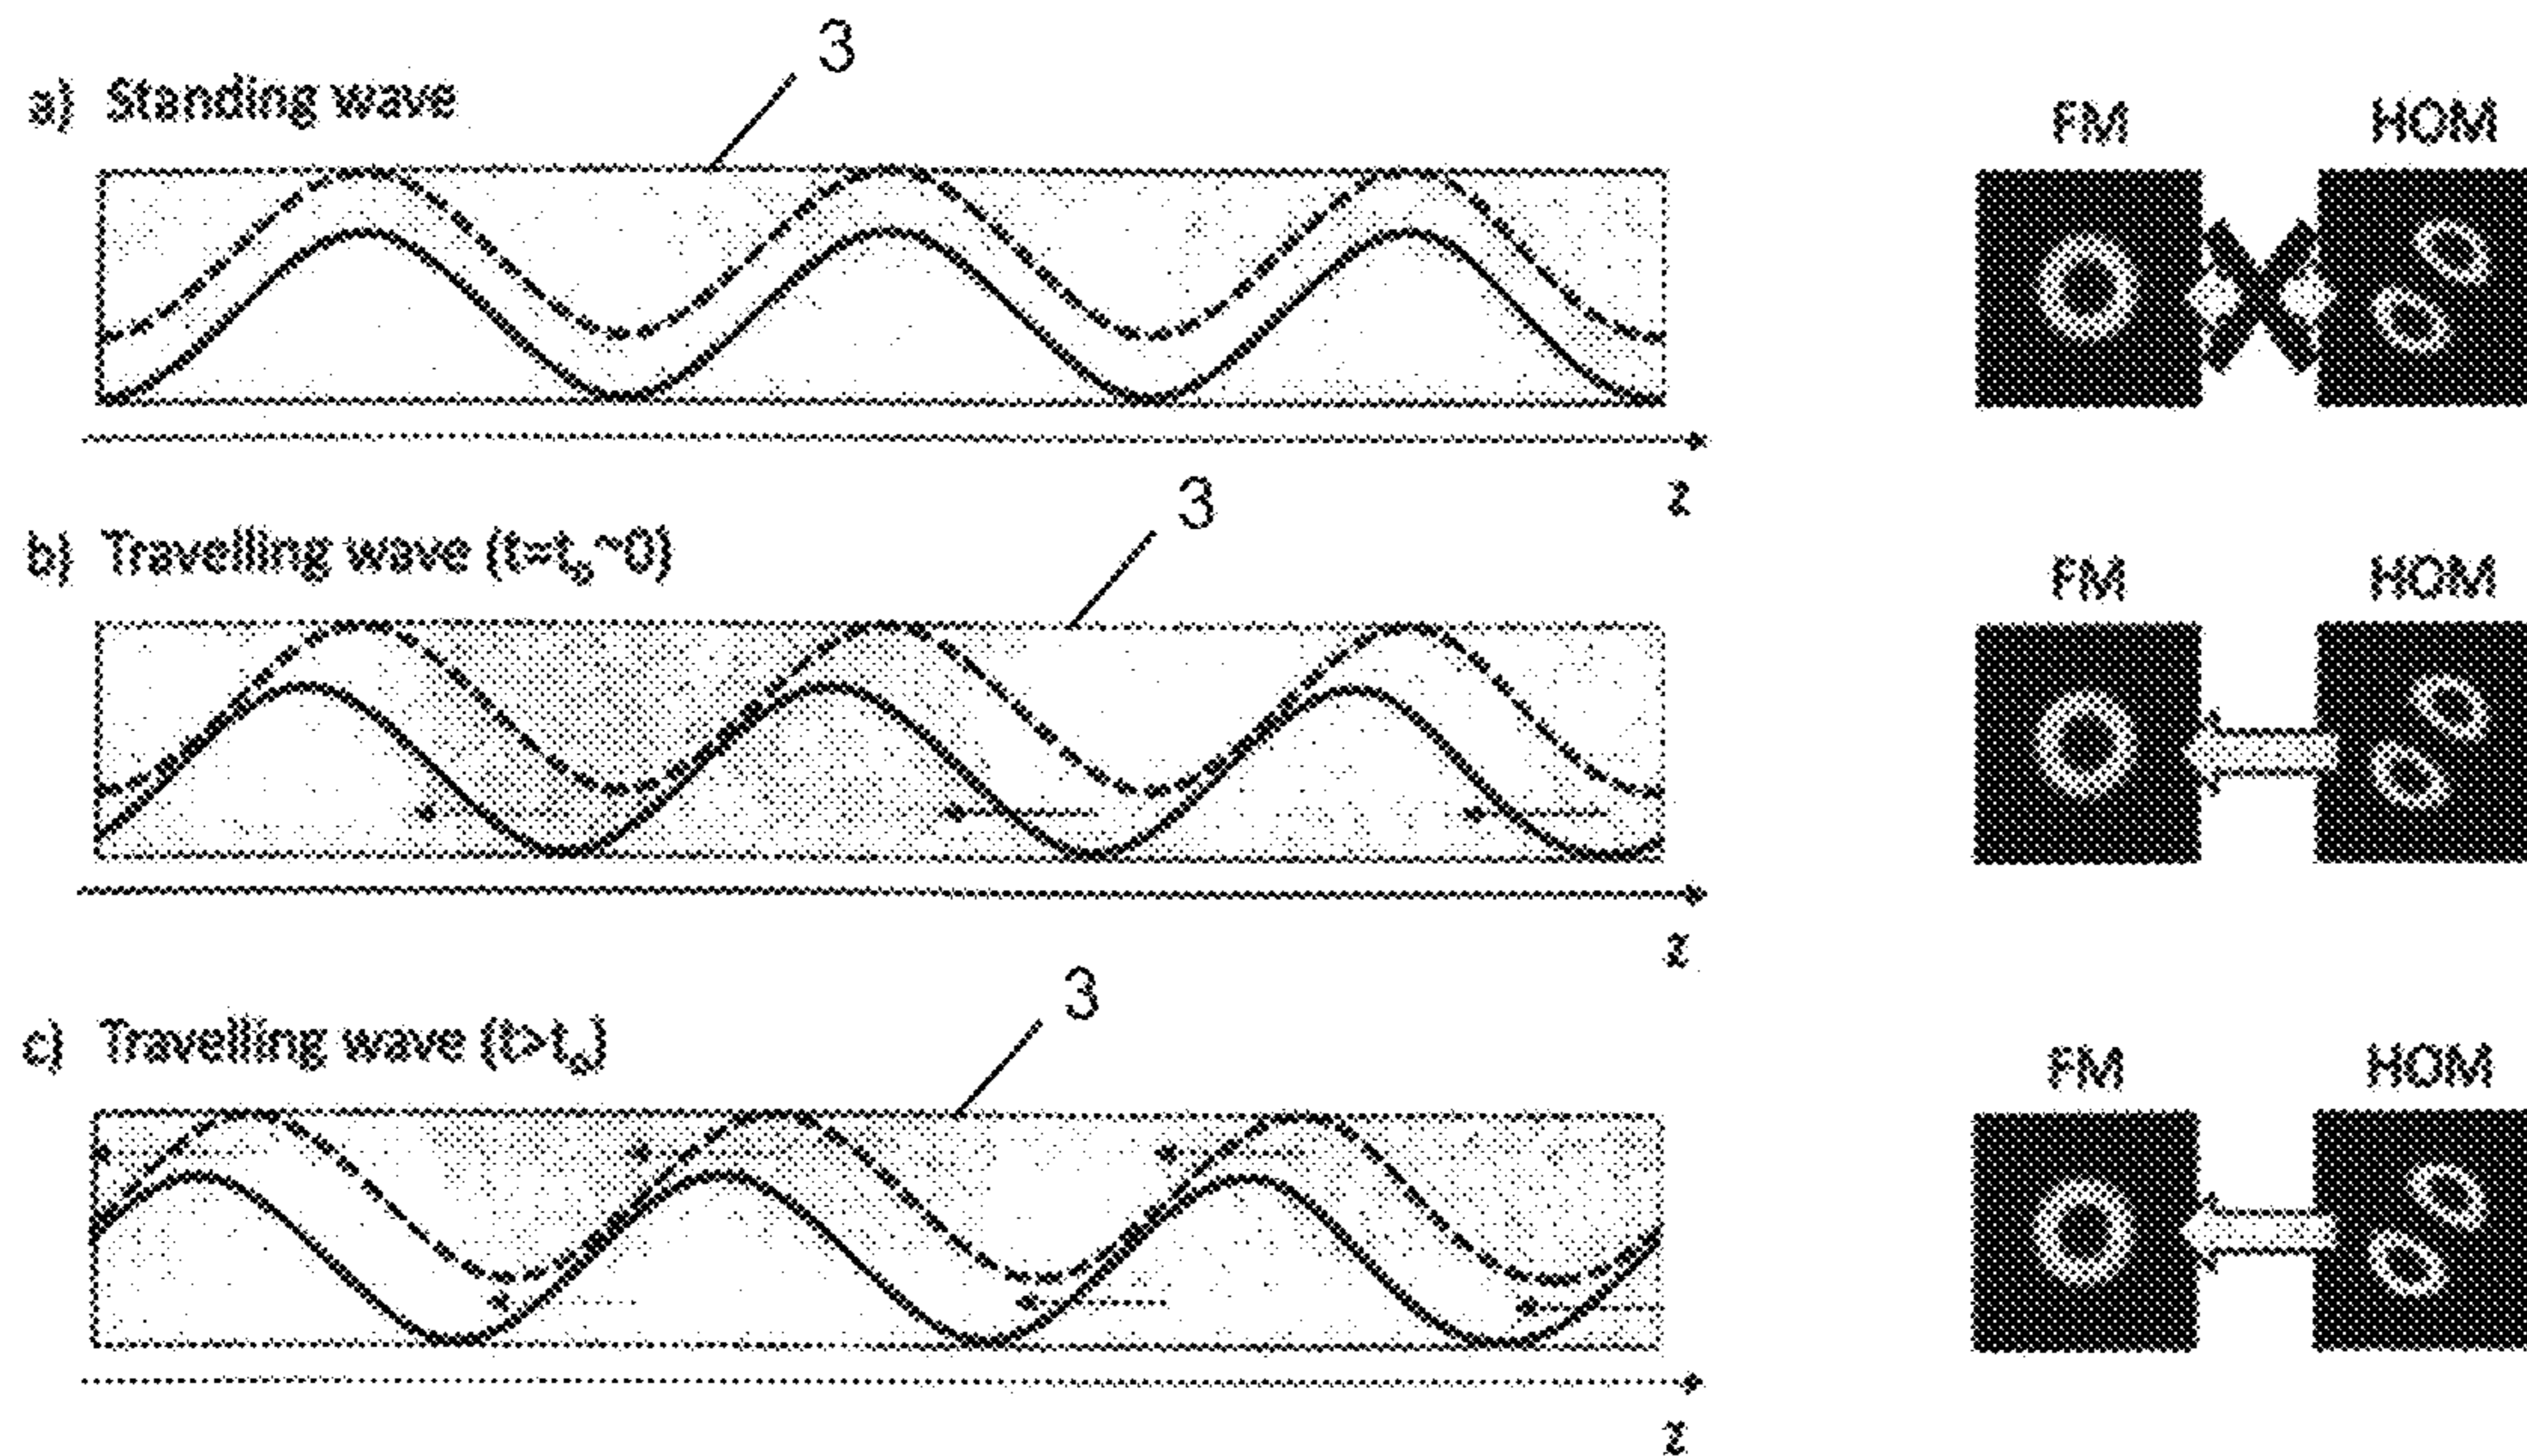 3
a) Standing wave
FM HOM
z
3
b) Travelling wave (t=t₀~0)
FM HOM
z
3
c) Travelling wave (t>t₀)
FM HOM
z